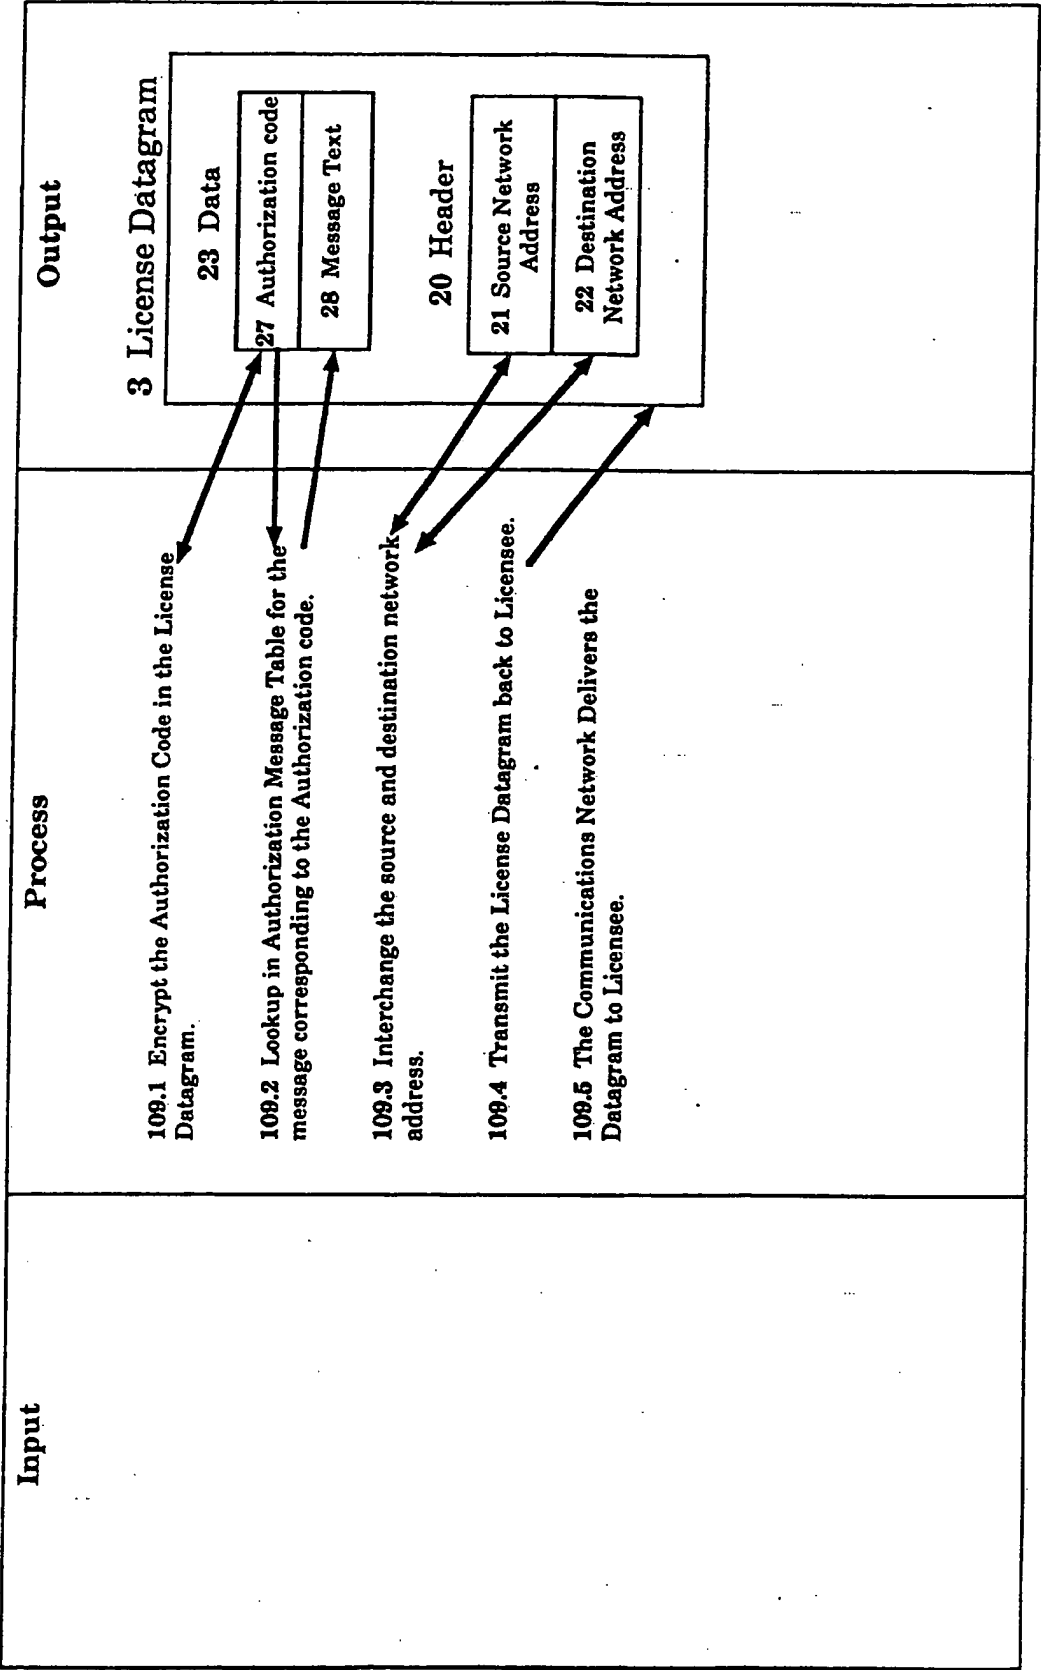 Input
Process
109.1 Encrypt the Authorization Code in the License
Datagram.
109.2 Lookup in Authorization Message Table for the
message corresponding to the Authorization code.
109.3 Interchange the source and destination network
address.
109.4 Transmit the License Datagram back to Licensee.
109.5 The Communications Network Delivers the
Datagram to Licensee.
Output
3 License Datagram
23 Data
27 Authorization code
28 Message Text
20 Header
21 Source Network
Address
22 Destination
Network Address